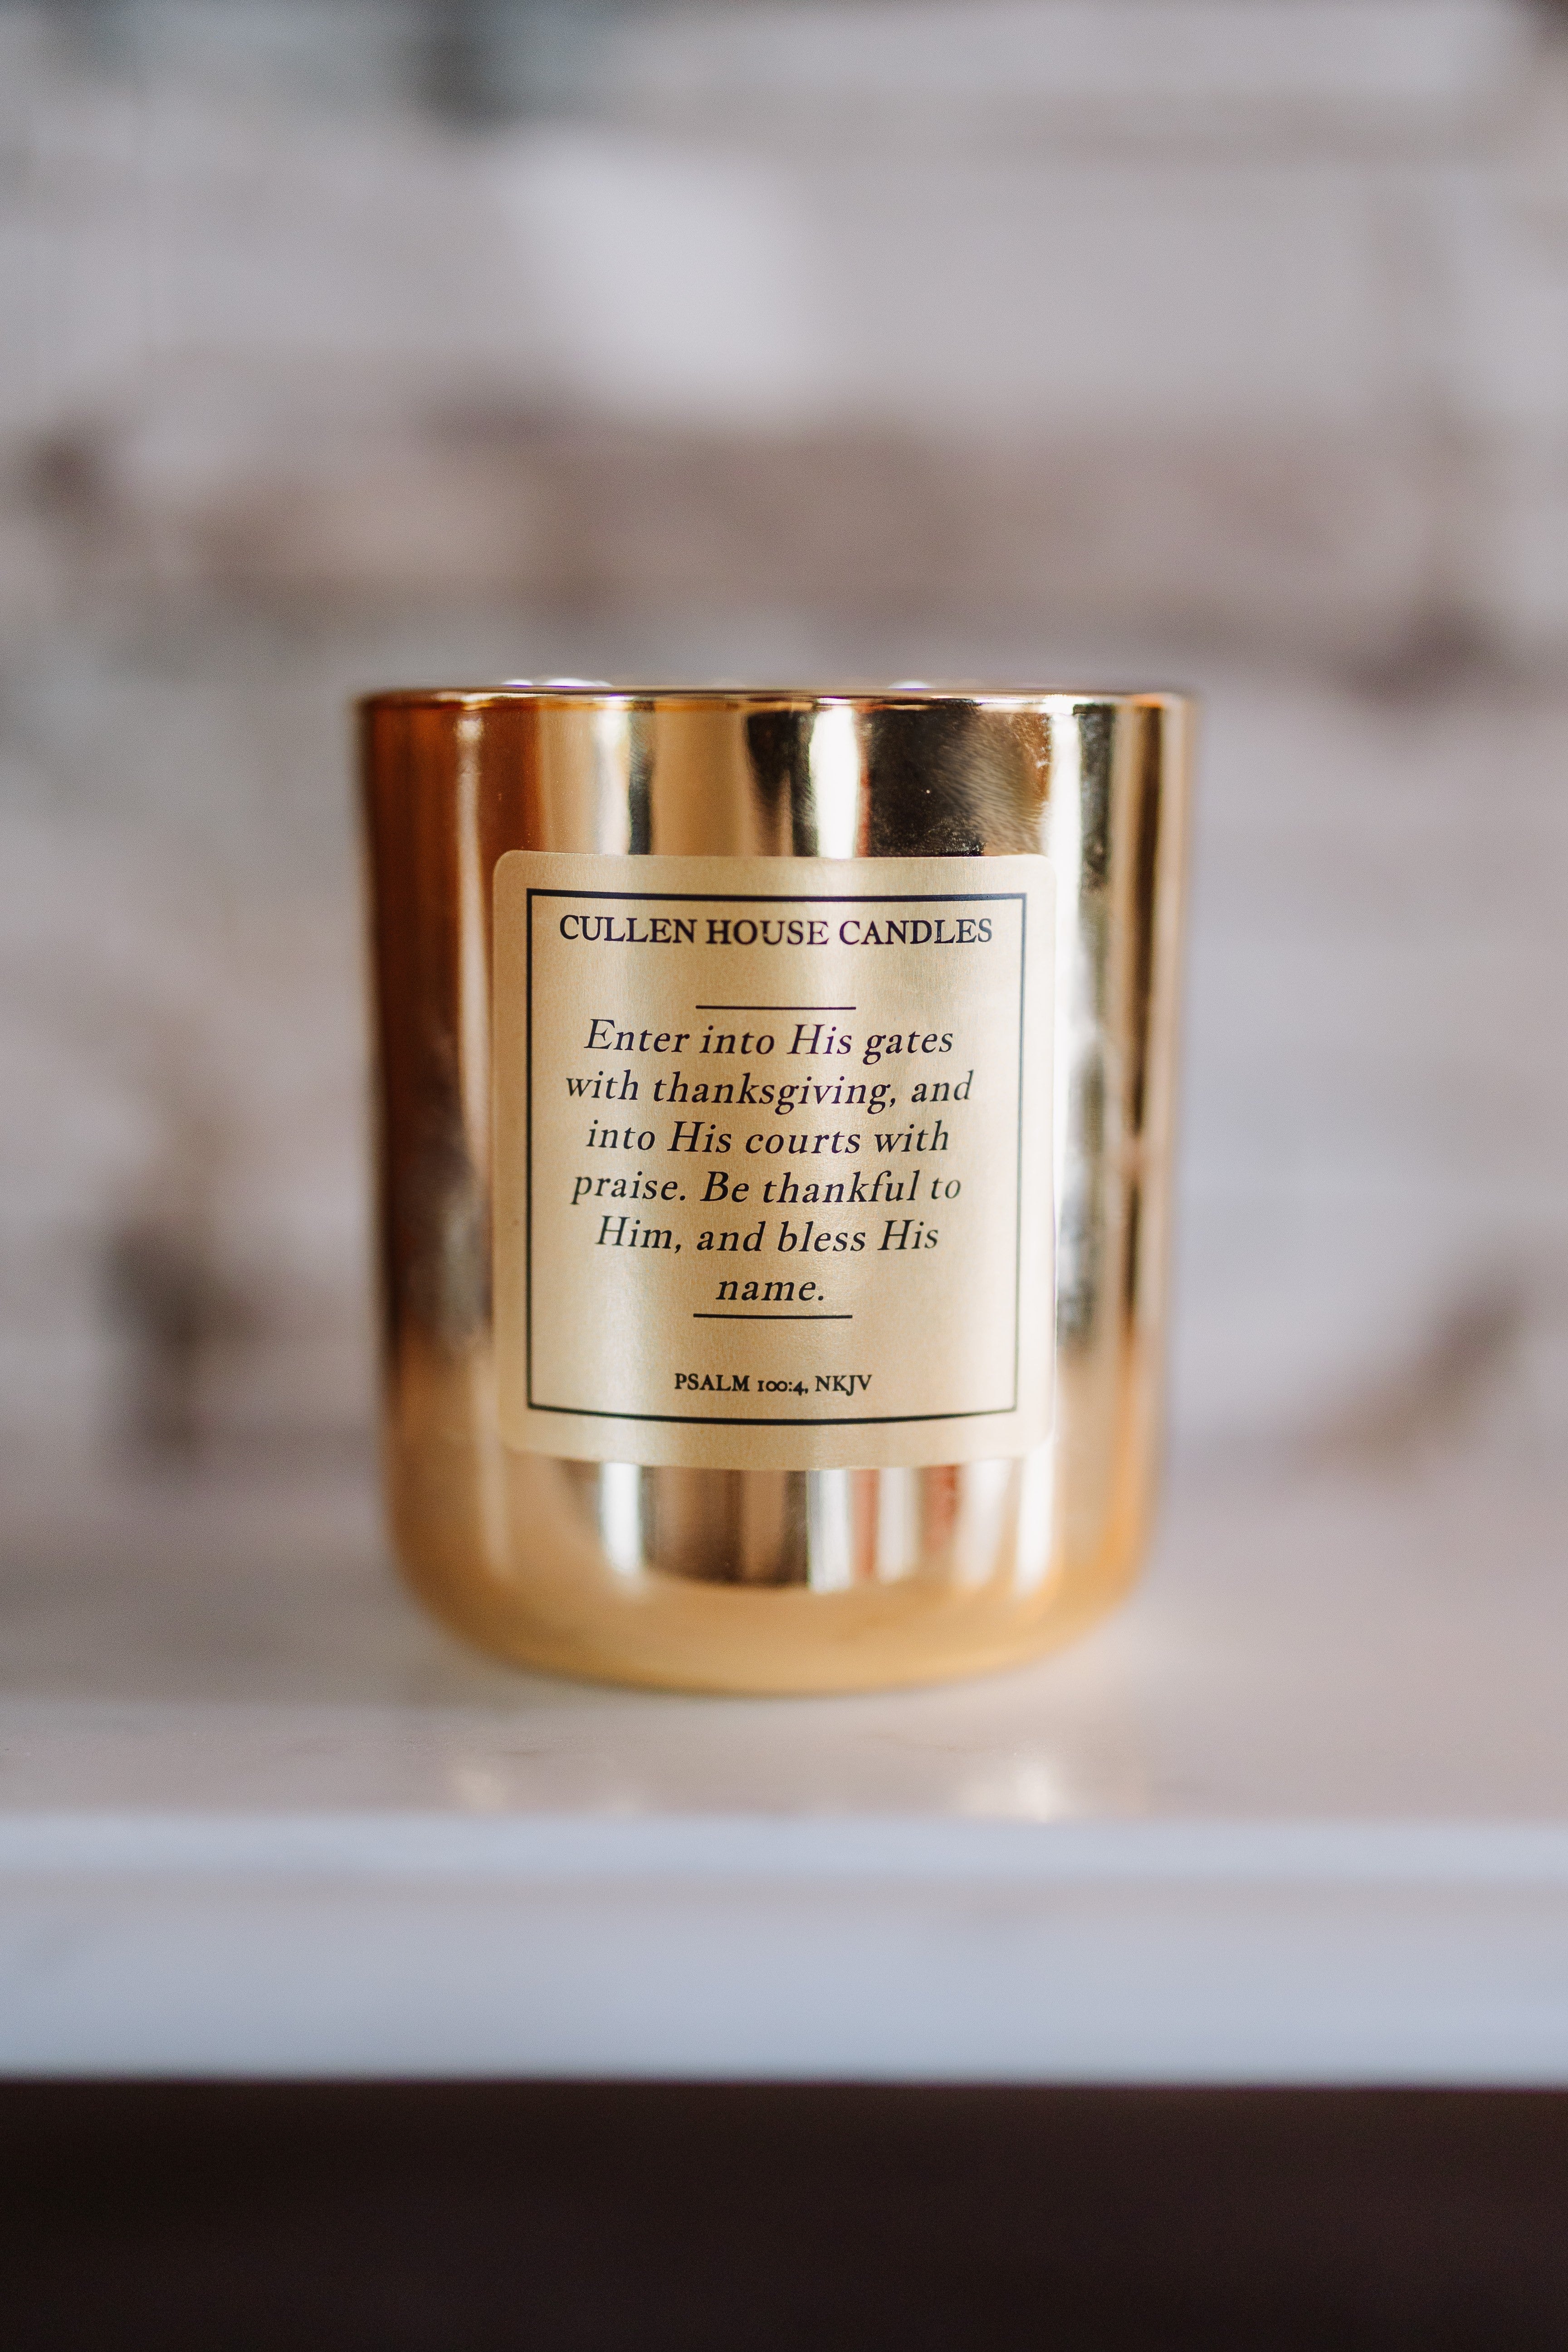 CULLEN HOUSE CANDLES
Enter into His gates
with thanksgiving, and
into His courts with
praise. Be thankful to
Him, and bless His
name.
PSALM 100:4, NKJV